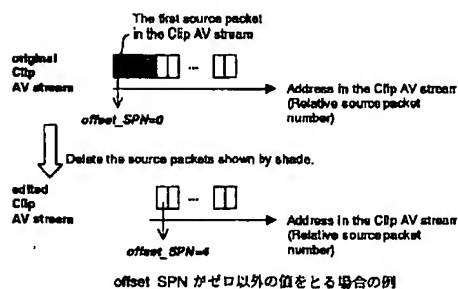 The first source packet
in the Clip AV stream
original
Clip
AV stream
...
Address in the Clip AV stream
(Relative source packet
number)
offset_SPN=0
Delete the source packets shown by shade.
edited
Clip
AV stream
...
Address in the Clip AV stream
(Relative source packet
number)
offset_SPN=4
offset SPN がゼロ以外の値をとる場合の例